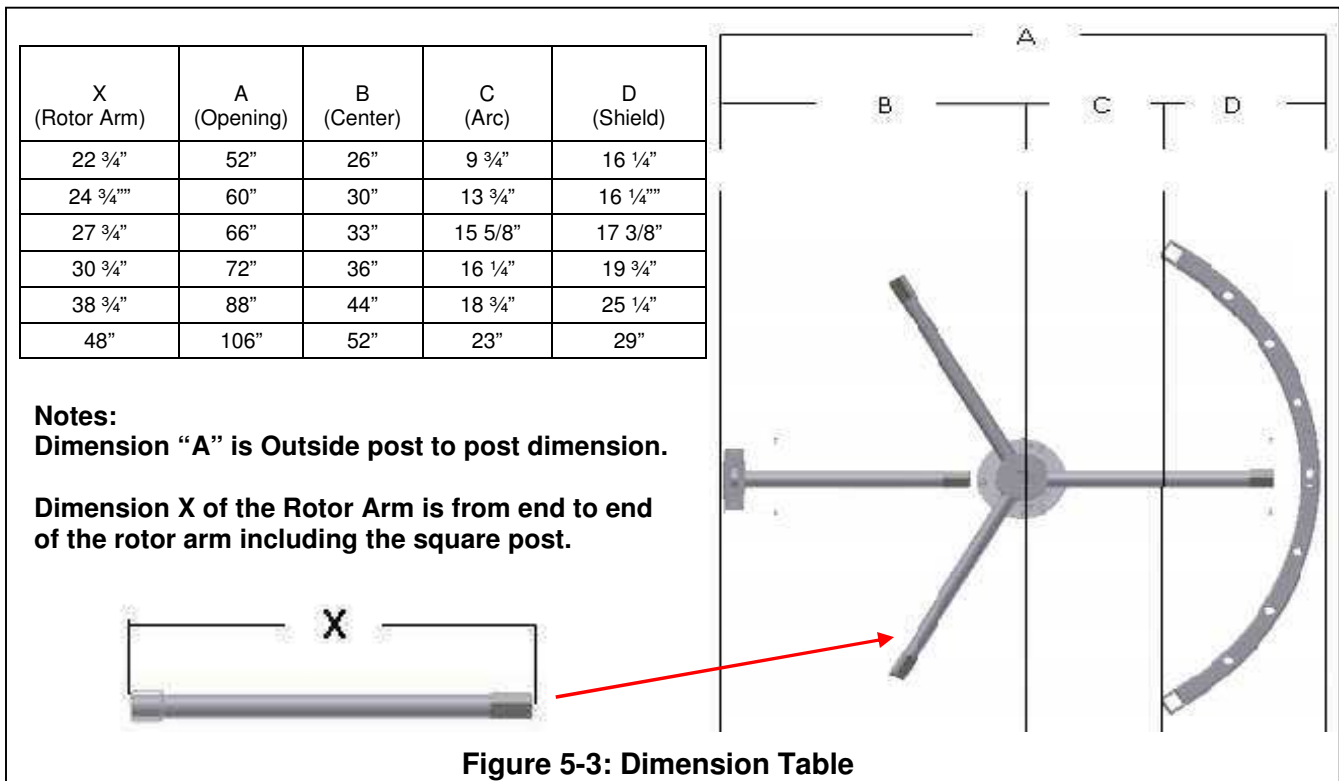 X (Rotor Arm) A (Opening) B (Center) C (Arc) D (Shield)
22 ¾” 52” 26” 9 ¾” 16 ¼”
24 ¾”” 60” 30” 13 ¾” 16 ¼””
27 ¾” 66” 33” 15 5/8” 17 3/8”
30 ¾” 72” 36” 16 ¼” 19 ¾”
38 ¾” 88” 44” 18 ¾” 25 ¼”
48” 106” 52” 23” 29”
A
B C D
Notes:
Dimension “A” is Outside post to post dimension.
Dimension X of the Rotor Arm is from end to end
of the rotor arm including the square post.
X
Figure 5-3: Dimension Table